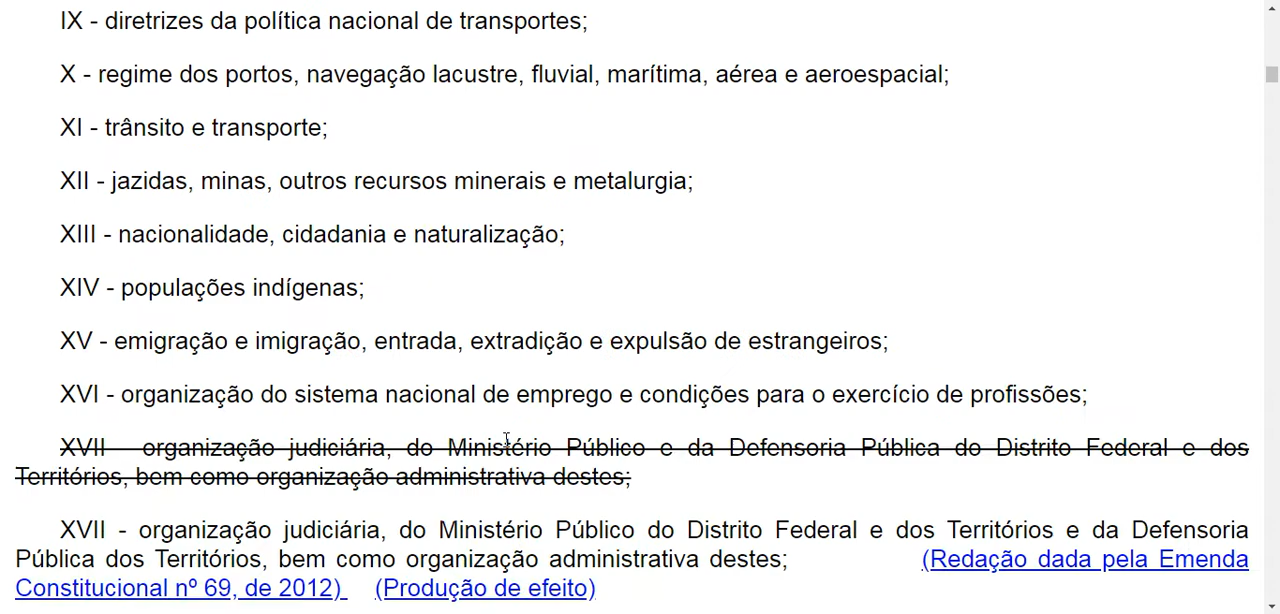 IX - diretrizes da política nacional de transportes;
X - regime dos portos, navegação lacustre, fluvial, marítima, aérea e aeroespacial;
XI - trânsito e transporte;
XII - jazidas, minas, outros recursos minerais e metalurgia;
XIII - nacionalidade, cidadania e naturalização;
XIV - populações indígenas;
XV - emigração e imigração, entrada, extradição e expulsão de estrangeiros;
XVI - organização do sistema nacional de emprego e condições para o exercício de profissões;
XVII - organização judiciária, do Ministério Público e da Defensoria Pública do Distrito Federal e dos
Territórios, bem como organização administrativa destes;
XVII - organização judiciária, do Ministério Público do Distrito Federal e dos Territórios e da Defensoria
Pública dos Territórios, bem como organização administrativa destes; (Redação dada pela Emenda
Constitucional nº 69, de 2012) (Produção de efeito)